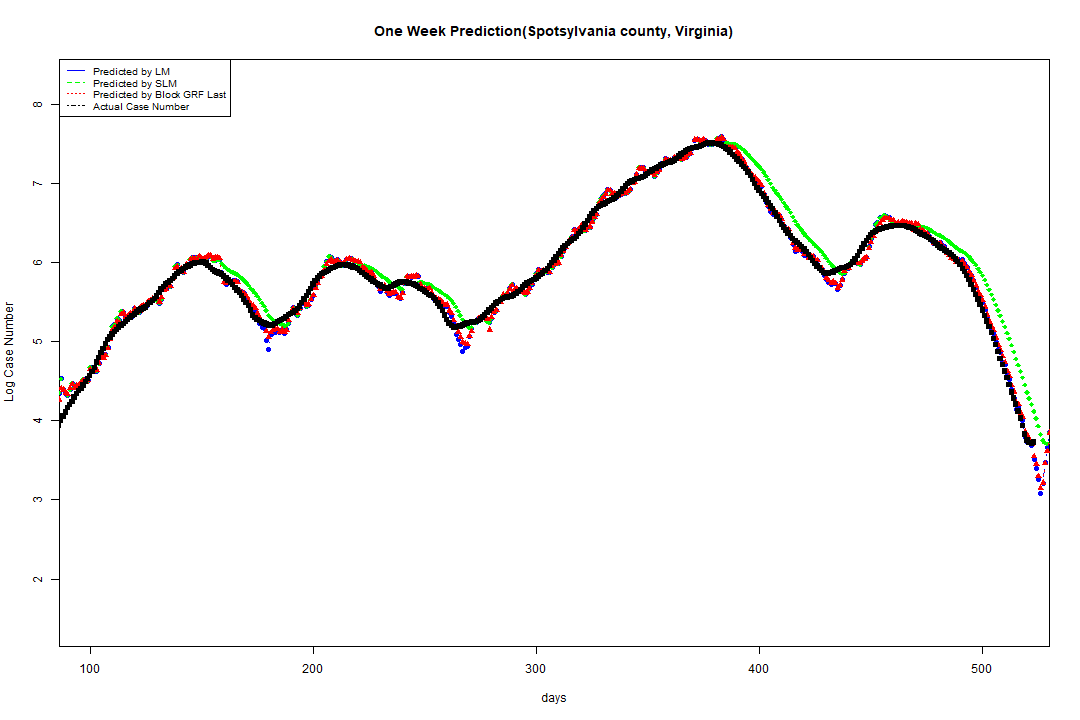 One Week Prediction(Spotsylvania county, Virginia)
Predicted by LM
Predicted by SLM
Predicted by Block GRF Last
Actual Case Number
8
7
6
5
4
3
2
Log Case Number
100 200 300 400 500
days